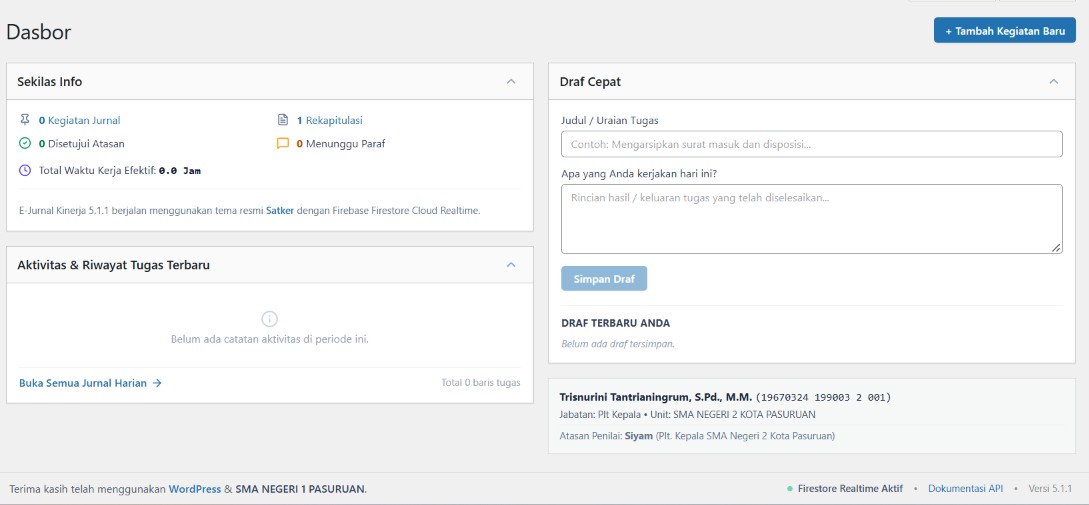 Dasbor
+ Tambah Kegiatan Baru
Sekilas Info
0 Kegiatan Jurnal
1 Rekapitulasi
0 Disetujui Atasan
0 Menunggu Paraf
Total Waktu Kerja Efektif: 0.0 Jam
E-Jurnal Kinerja 5.1.1 berjalan menggunakan tema resmi Satker dengan Firebase Firestore Cloud Realtime.
Aktivitas & Riwayat Tugas Terbaru
Belum ada catatan aktivitas di periode ini.
Buka Semua Jurnal Harian →
Total 0 baris tugas
Draf Cepat
Judul / Uraian Tugas
Contoh: Mengarsipkan surat masuk dan disposisi...
Apa yang Anda kerjakan hari ini?
Rincian hasil / keluaran tugas yang telah diselesaikan...
Simpan Draf
DRAF TERBARU ANDA
Belum ada draf tersimpan.
Trisnurini Tantrianingrum, S.Pd., M.M. (19670324 199003 2 001)
Jabatan: Plt Kepala • Unit: SMA NEGERI 2 KOTA PASURUAN
Atasan Penilai: Siyam (Plt. Kepala SMA Negeri 2 Kota Pasuruan)
Terima kasih telah menggunakan WordPress & SMA NEGERI 1 PASURUAN.
Firestore Realtime Aktif • Dokumentasi API • Versi 5.1.1